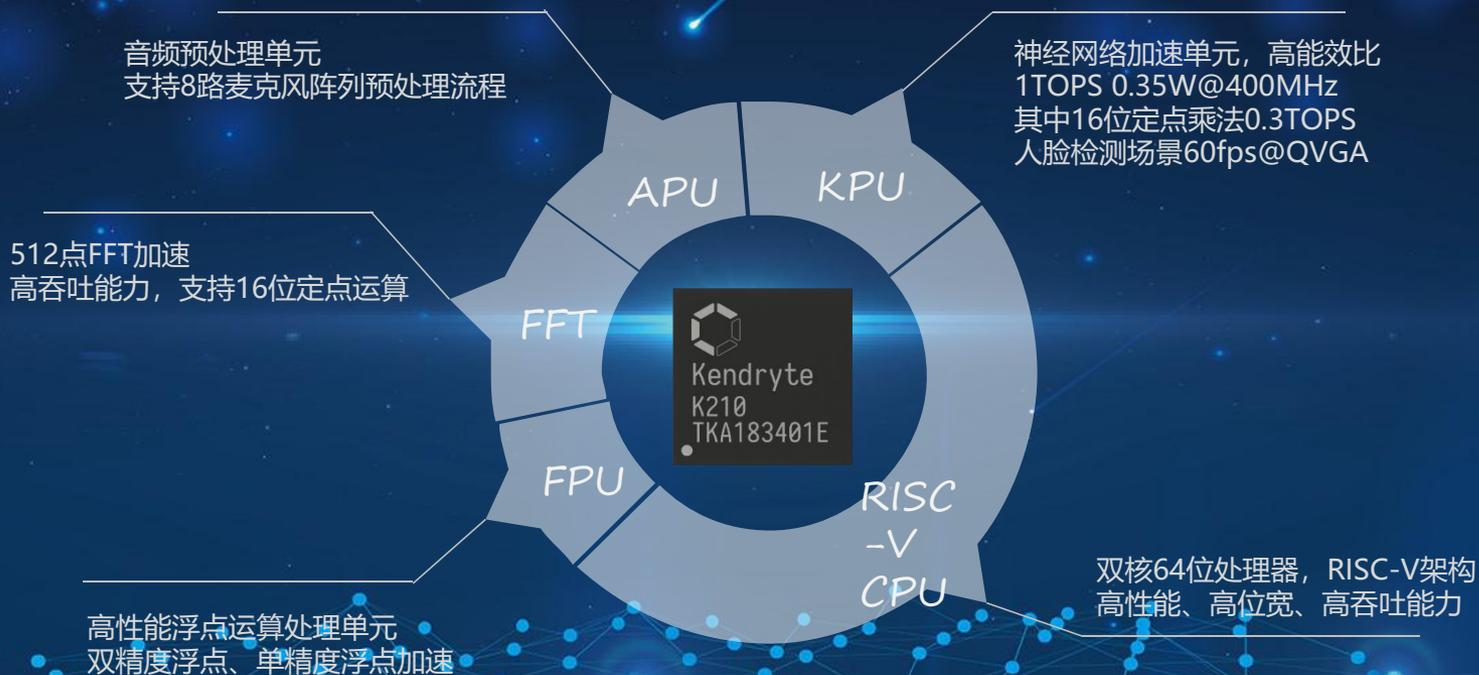 音频预处理单元
支持8路麦克风阵列预处理流程
神经网络加速单元，高能效比
1TOPS 0.35W@400MHz
其中16位定点乘法0.3TOPS
人脸检测场景60fps@QVGA
APU
KPU
512点FFT加速
高吞吐能力，支持16位定点运算
FFT
Kendryte
K210
TKA183401E
FPU
RISC
-V
CPU
双核64位处理器，RISC-V架构
高性能、高位宽、高吞吐能力
高性能浮点运算处理单元
双精度浮点、单精度浮点加速